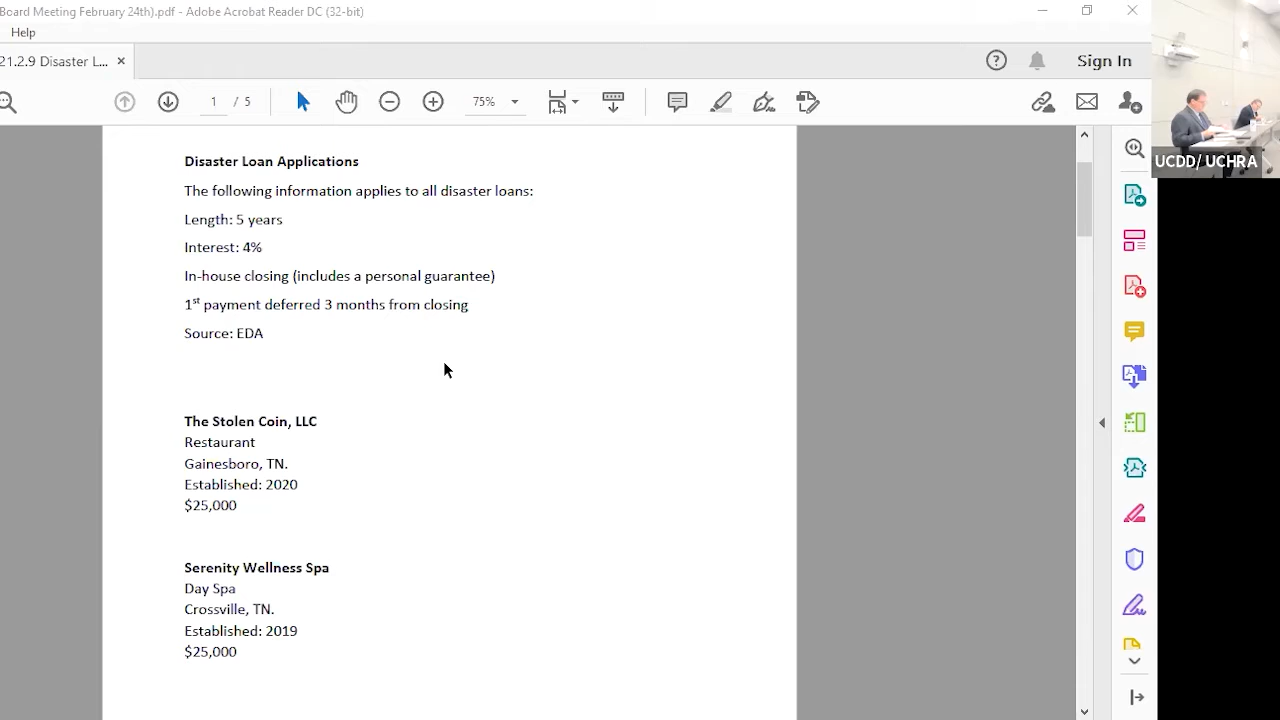 Board Meeting February 24th).pdf - Adobe Acrobat Reader DC (32-bit)
Help
21.2.9 Disaster L...
Sign In
1 / 5
75%
UCDD/ UCHRA
Disaster Loan Applications
The following information applies to all disaster loans:
Length: 5 years
Interest: 4%
In-house closing (includes a personal guarantee)
1st payment deferred 3 months from closing
Source: EDA
The Stolen Coin, LLC
Restaurant
Gainesboro, TN.
Established: 2020
$25,000
Serenity Wellness Spa
Day Spa
Crossville, TN.
Established: 2019
$25,000